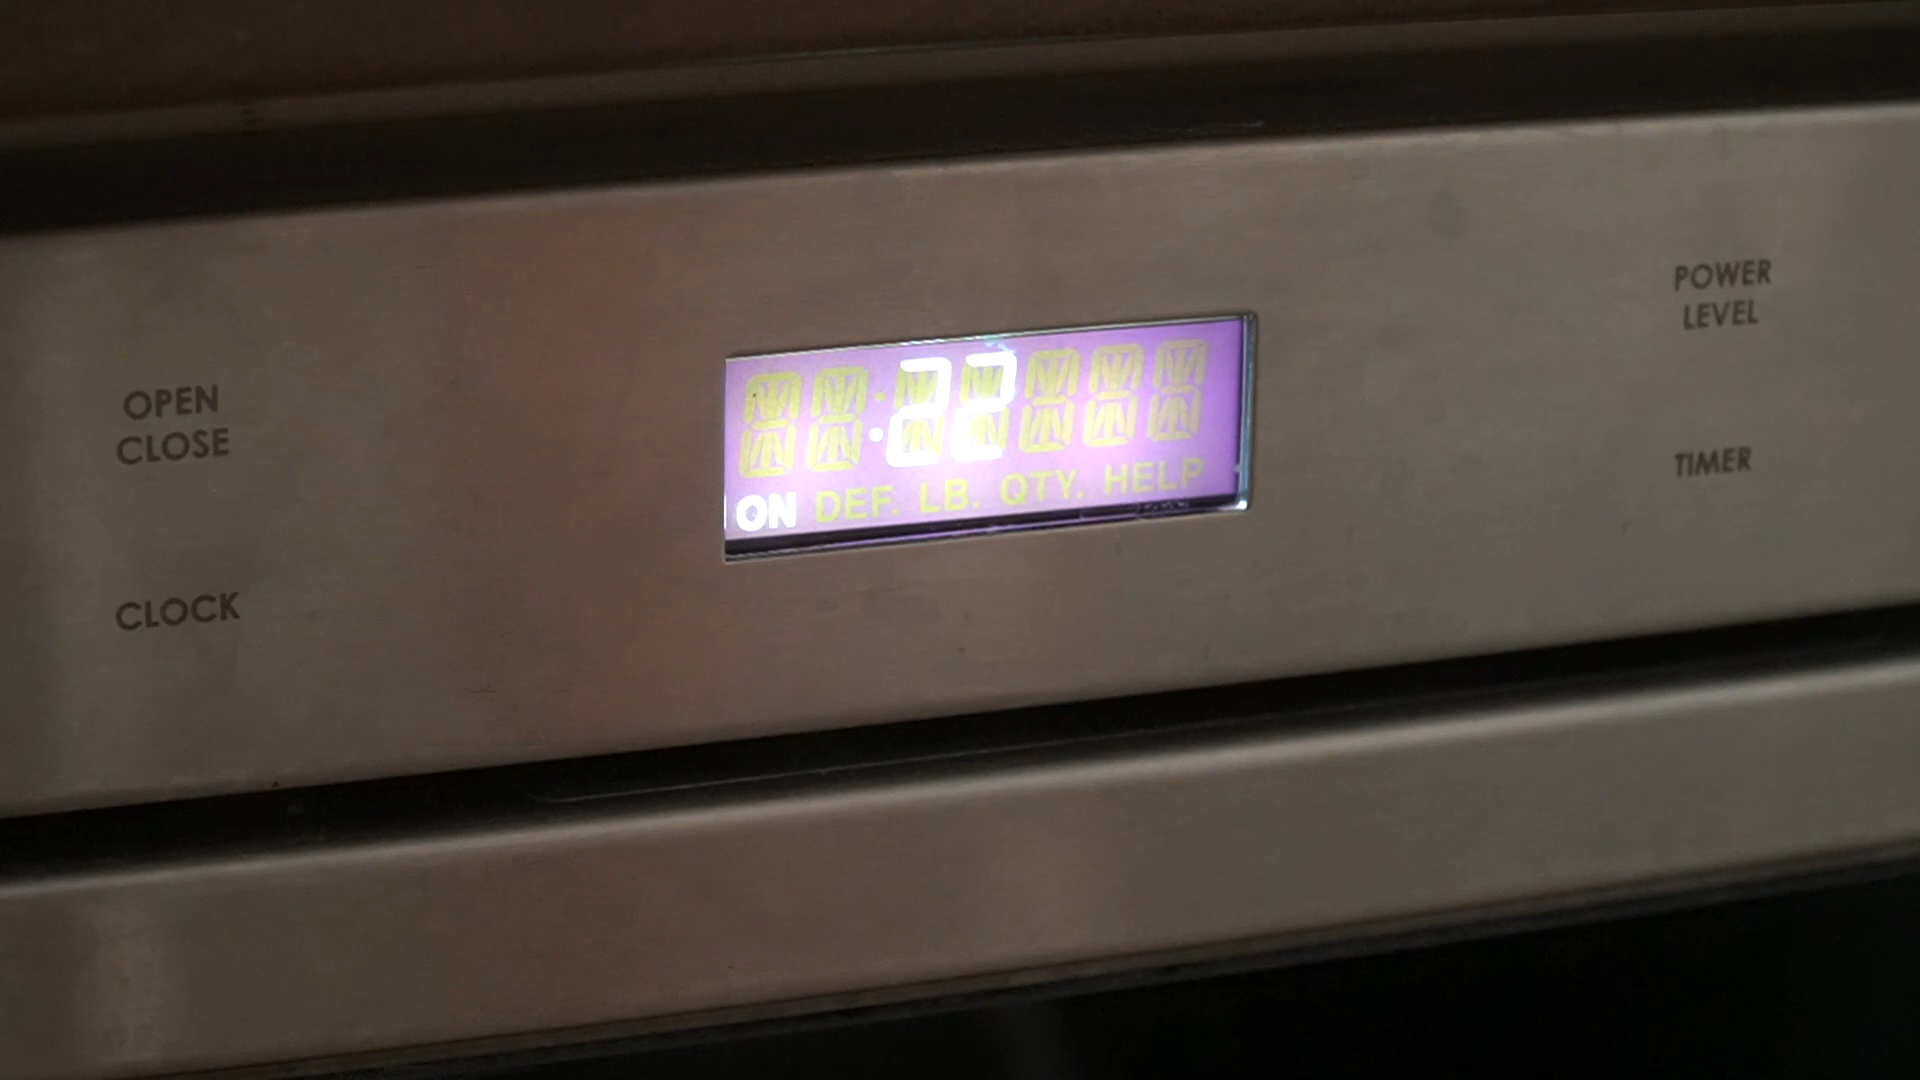 OPEN
CLOSE
CLOCK
:22
ON DEF. LB. QTY. HELP
POWER
LEVEL
TIMER